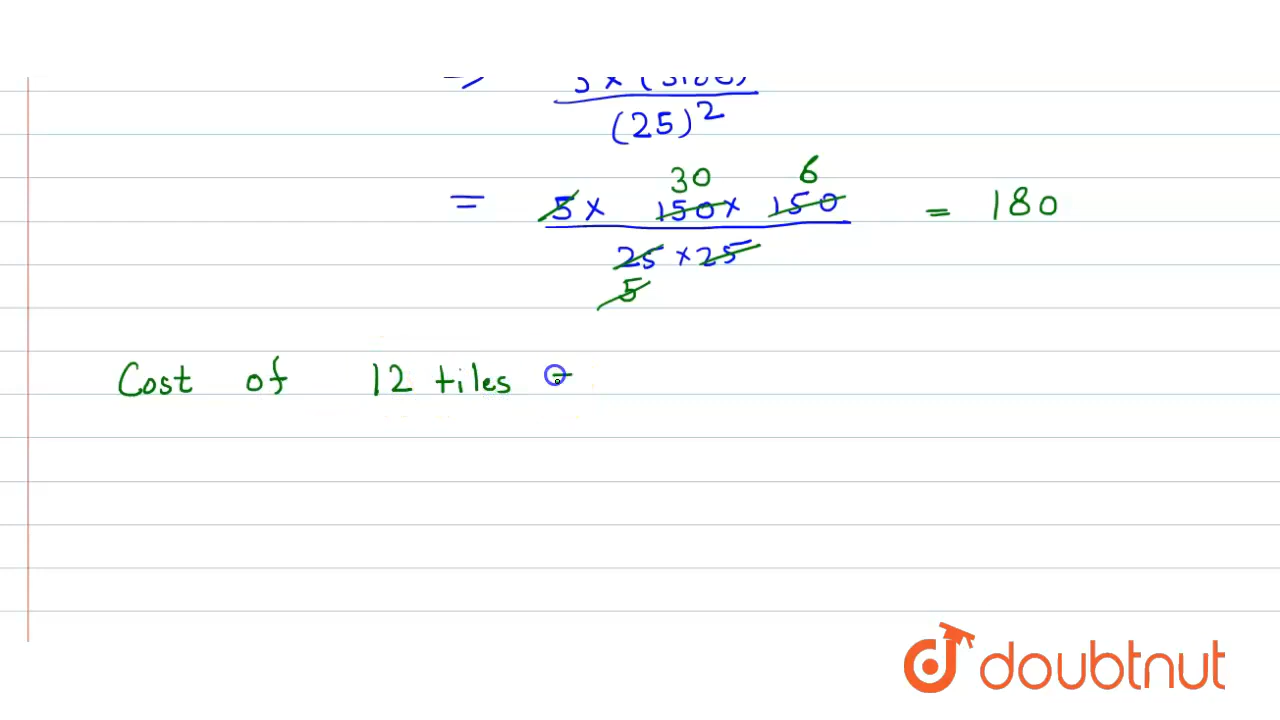 (25)²
30 6
= 5 x 150 x 150 = 180
25 x 25
5
Cost of 12 tiles =
doubtnut